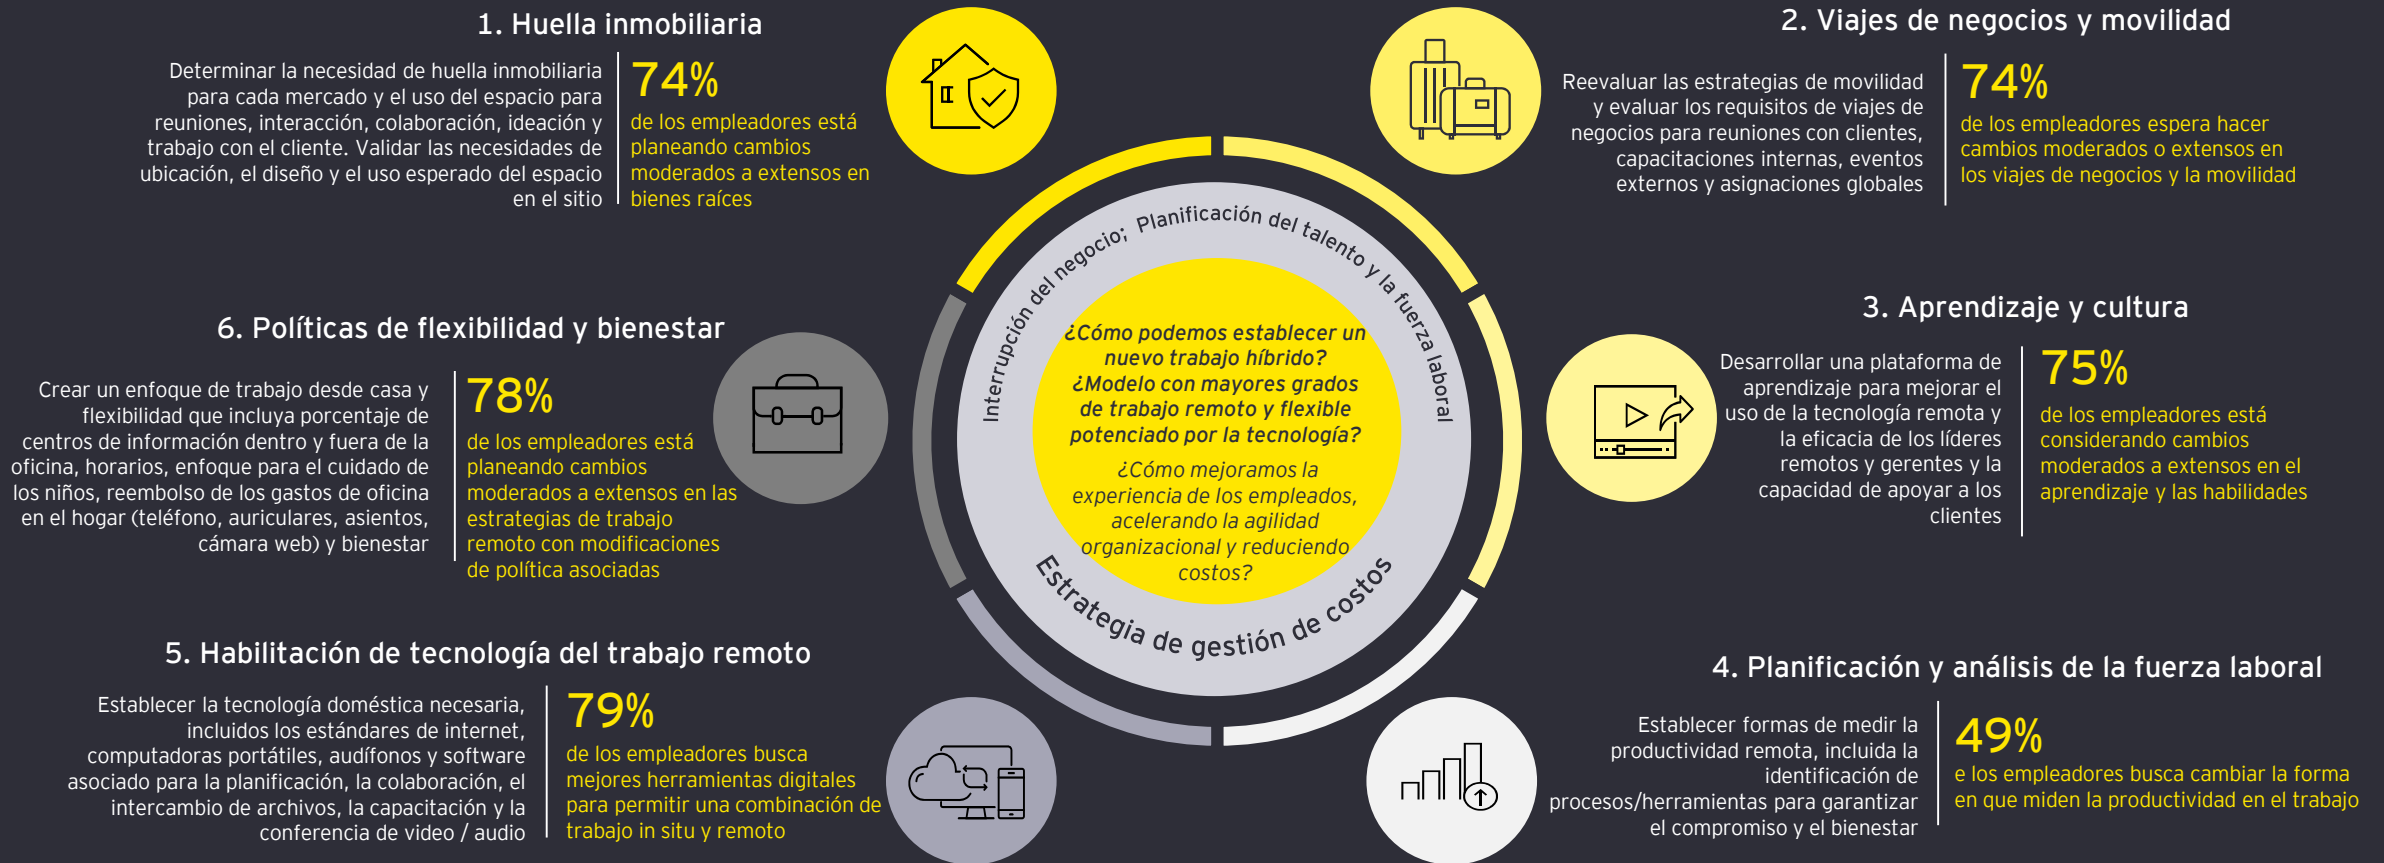 1. Huella inmobiliaria
Determinar la necesidad de huella inmobiliaria
para cada mercado y el uso del espacio para
reuniones, interacción, colaboración, ideación y
trabajo con el cliente. Validar las necesidades de
ubicación, el diseño y el uso esperado del espacio
en el sitio
74%
de los empleadores está
planeando cambios
moderados a extensos en
bienes raíces
2. Viajes de negocios y movilidad
Reevaluar las estrategias de movilidad
y evaluar los requisitos de viajes de
negocios para reuniones con clientes,
capacitaciones internas, eventos
externos y asignaciones globales
74%
de los empleadores espera hacer
cambios moderados o extensos en
los viajes de negocios y la movilidad
3. Aprendizaje y cultura
Desarrollar una plataforma de
aprendizaje para mejorar el
uso de la tecnología remota y
la eficacia de los líderes
remotos y gerentes y la
capacidad de apoyar a los
clientes
75%
de los empleadores está
considerando cambios
moderados a extensos en el
aprendizaje y las habilidades
4. Planificación y análisis de la fuerza laboral
Establecer formas de medir la
productividad remota, incluida la
identificación de
procesos/herramientas para garantizar
el compromiso y el bienestar
49%
e los empleadores busca cambiar la forma
en que miden la productividad en el trabajo
5. Habilitación de tecnología del trabajo remoto
Establecer la tecnología doméstica necesaria,
incluidos los estándares de internet,
computadoras portátiles, audífonos y software
asociado para la planificación, la colaboración, el
intercambio de archivos, la capacitación y la
conferencia de video / audio
79%
de los empleadores busca
mejores herramientas digitales
para permitir una combinación de
trabajo in situ y remoto
6. Políticas de flexibilidad y bienestar
Crear un enfoque de trabajo desde casa y
flexibilidad que incluya porcentaje de
centros de información dentro y fuera de la
oficina, horarios, enfoque para el cuidado de
los niños, reembolso de los gastos de oficina
en el hogar (teléfono, auriculares, asientos,
cámara web) y bienestar
78%
de los empleadores está
planeando cambios
moderados a extensos en las
estrategias de trabajo
remoto con modificaciones
de política asociadas
Interrupción del negocio; Planificación del talento y la fuerza laboral
¿Cómo podemos establecer un
nuevo trabajo híbrido?
¿Modelo con mayores grados
de trabajo remoto y flexible
potenciado por la tecnología?
¿Cómo mejoramos la
experiencia de los empleados,
acelerando la agilidad
organizacional y reduciendo
costos?
Estrategia de gestión de costos